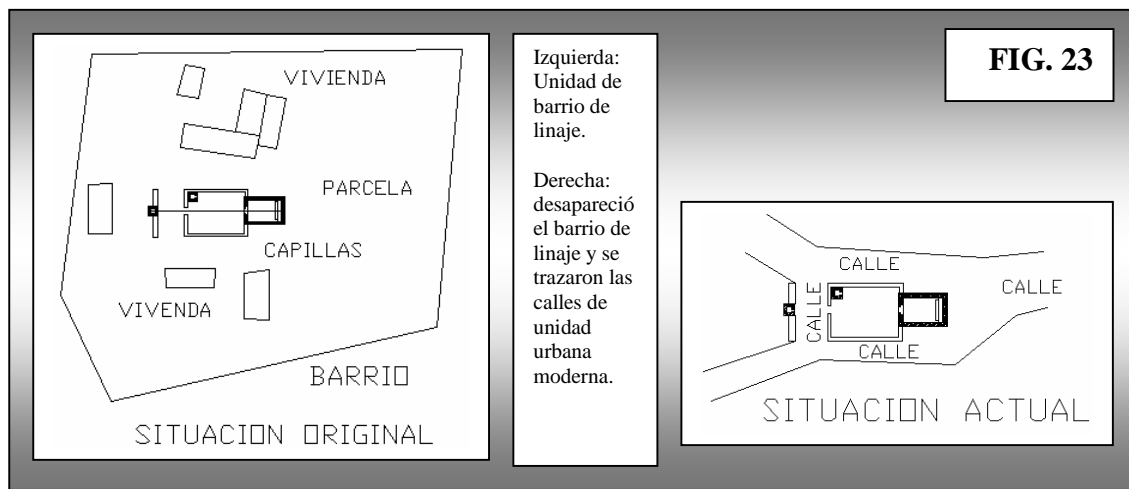 VIVIENDA
PARCELA
CAPILLAS
VIVENDA
BARRIO
SITUACION ORIGINAL
Izquierda:
Unidad de
barrio de
linaje.
Derecha:
desapareció
el barrio de
linaje y se
trazaron las
calles de
unidad
urbana
moderna.
FIG. 23
CALLE
CALLE
CALLE
CALLE
SITUACION ACTUAL